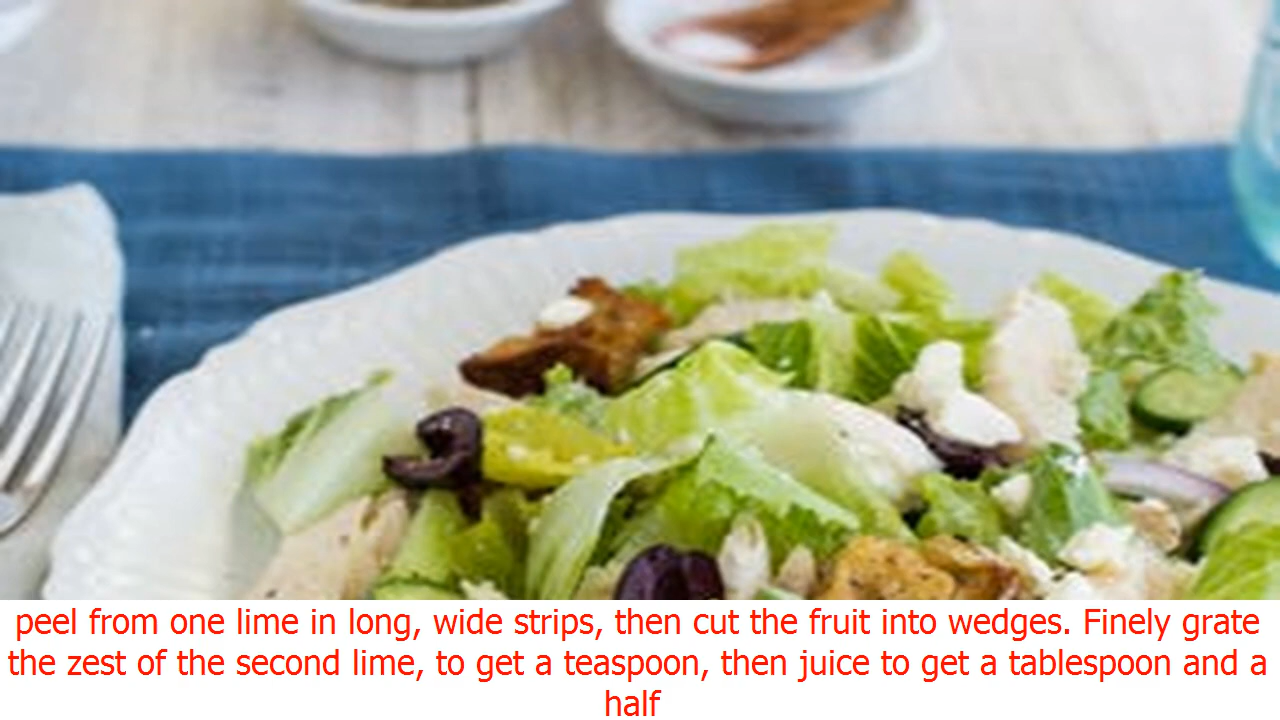 peel from one lime in long, wide strips, then cut the fruit into wedges. Finely grate
the zest of the second lime, to get a teaspoon, then juice to get a tablespoon and a
half